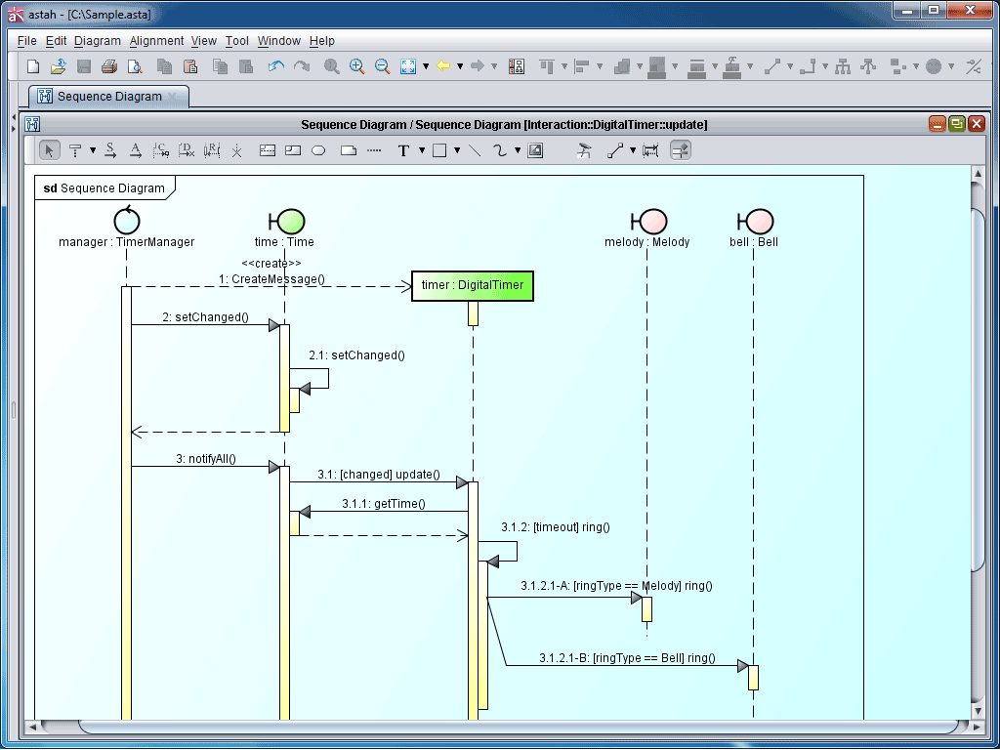 astah - [C:\Sample.asta]
File Edit Diagram Alignment View Tool Window Help
Sequence Diagram
Sequence Diagram / Sequence Diagram [Interaction::DigitalTimer::update]
sd Sequence Diagram
manager : TimerManager
time : Time
melody : Melody
bell : Bell
<<create>>
1: CreateMessage()
timer : DigitalTimer
2: setChanged()
2.1: setChanged()
3: notifyAll()
3.1: [changed] update()
3.1.1: getTime()
3.1.2: [timeout] ring()
3.1.2.1-A: [ringType == Melody] ring()
3.1.2.1-B: [ringType == Bell] ring()